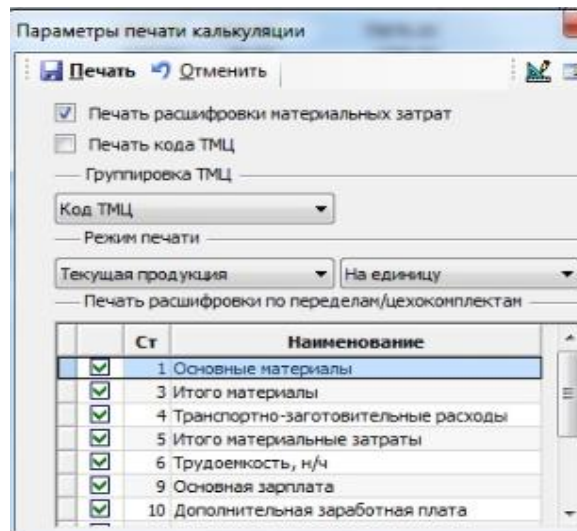 Параметры печати калькуляции
Печать Отменить
Печать расшифровки материальных затрат
Печать кода ТМЦ
Группировка ТМЦ
Код ТМЦ
Режим печати
Текущая продукция На единицу
Печать расшифровки по переделам/цехокомплектам
Ст Наименование
1 Основные материалы
3 Итого материалы
4 Транспортно-заготовительные расходы
5 Итого материальные затраты
6 Трудоемкость, н/ч
9 Основная зарплата
10 Дополнительная заработная плата